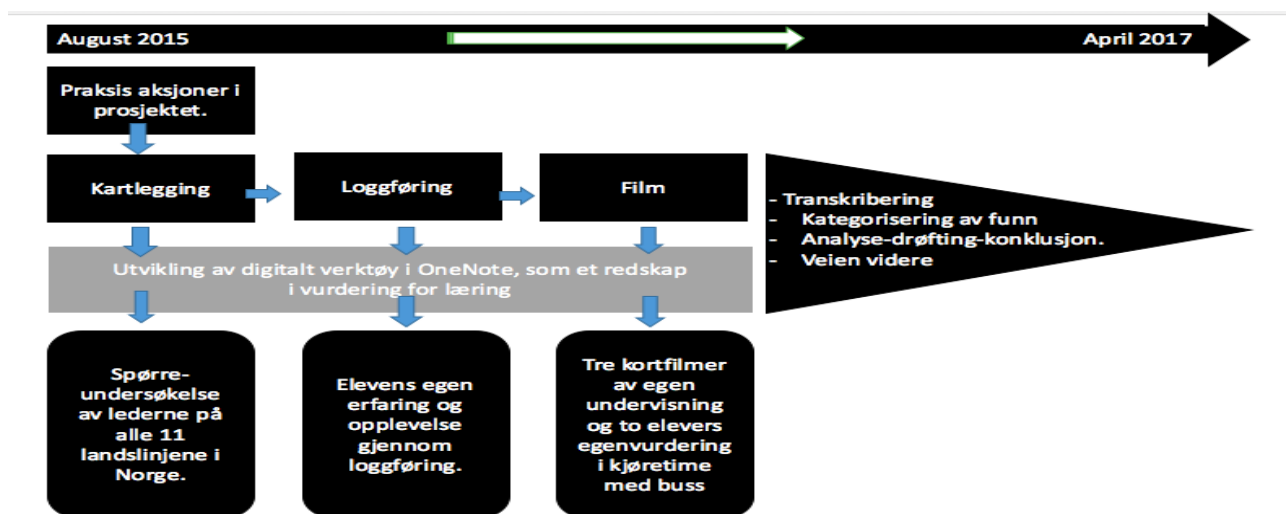 August 2015
April 2017
Praksis aksjoner i
prosjektet.
Kartlegging
Loggføring
Film
- Transkribering
- Kategorisering av funn
- Analyse-drøfting-konklusjon.
- Veien videre
Utvikling av digitalt verktøy i OneNote, som et redskap
i vurdering for læring
Spørre-
undersøkelse
av lederne på
alle 11
landslinjene i
Norge.
Elevens egen
erfaring og
opplevelse
gjennom
loggføring.
Tre kortfilmer
av egen
undervisning
og to elevers
egenvurdering
i kjøretime
med buss